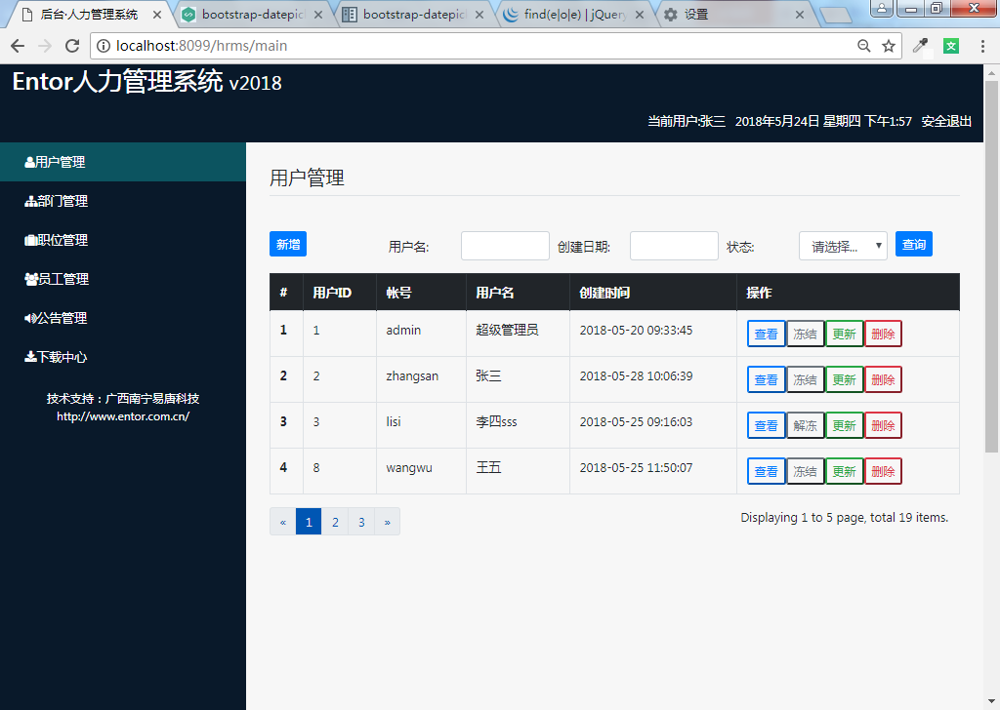 后台·人力管理系统
bootstrap-datepic
bootstrap-datepic
find(e|o|e) | jQuery
设置
localhost:8099/hrms/main
Entor人力管理系统 v2018
当前用户:张三 2018年5月24日 星期四 下午1:57 安全退出
用户管理
部门管理
职位管理
员工管理
公告管理
下载中心
技术支持：广西南宁易唐科技
http://www.entor.com.cn/
用户管理
新增 用户名: 创建日期: 状态: 请选择... 查询
# 用户ID 帐号 用户名 创建时间 操作
1 1 admin 超级管理员 2018-05-20 09:33:45 查看 冻结 更新 删除
2 2 zhangsan 张三 2018-05-28 10:06:39 查看 冻结 更新 删除
3 3 lisi 李四sss 2018-05-25 09:16:03 查看 解冻 更新 删除
4 8 wangwu 王五 2018-05-25 11:50:07 查看 冻结 更新 删除
« 1 2 3 »
Displaying 1 to 5 page, total 19 items.